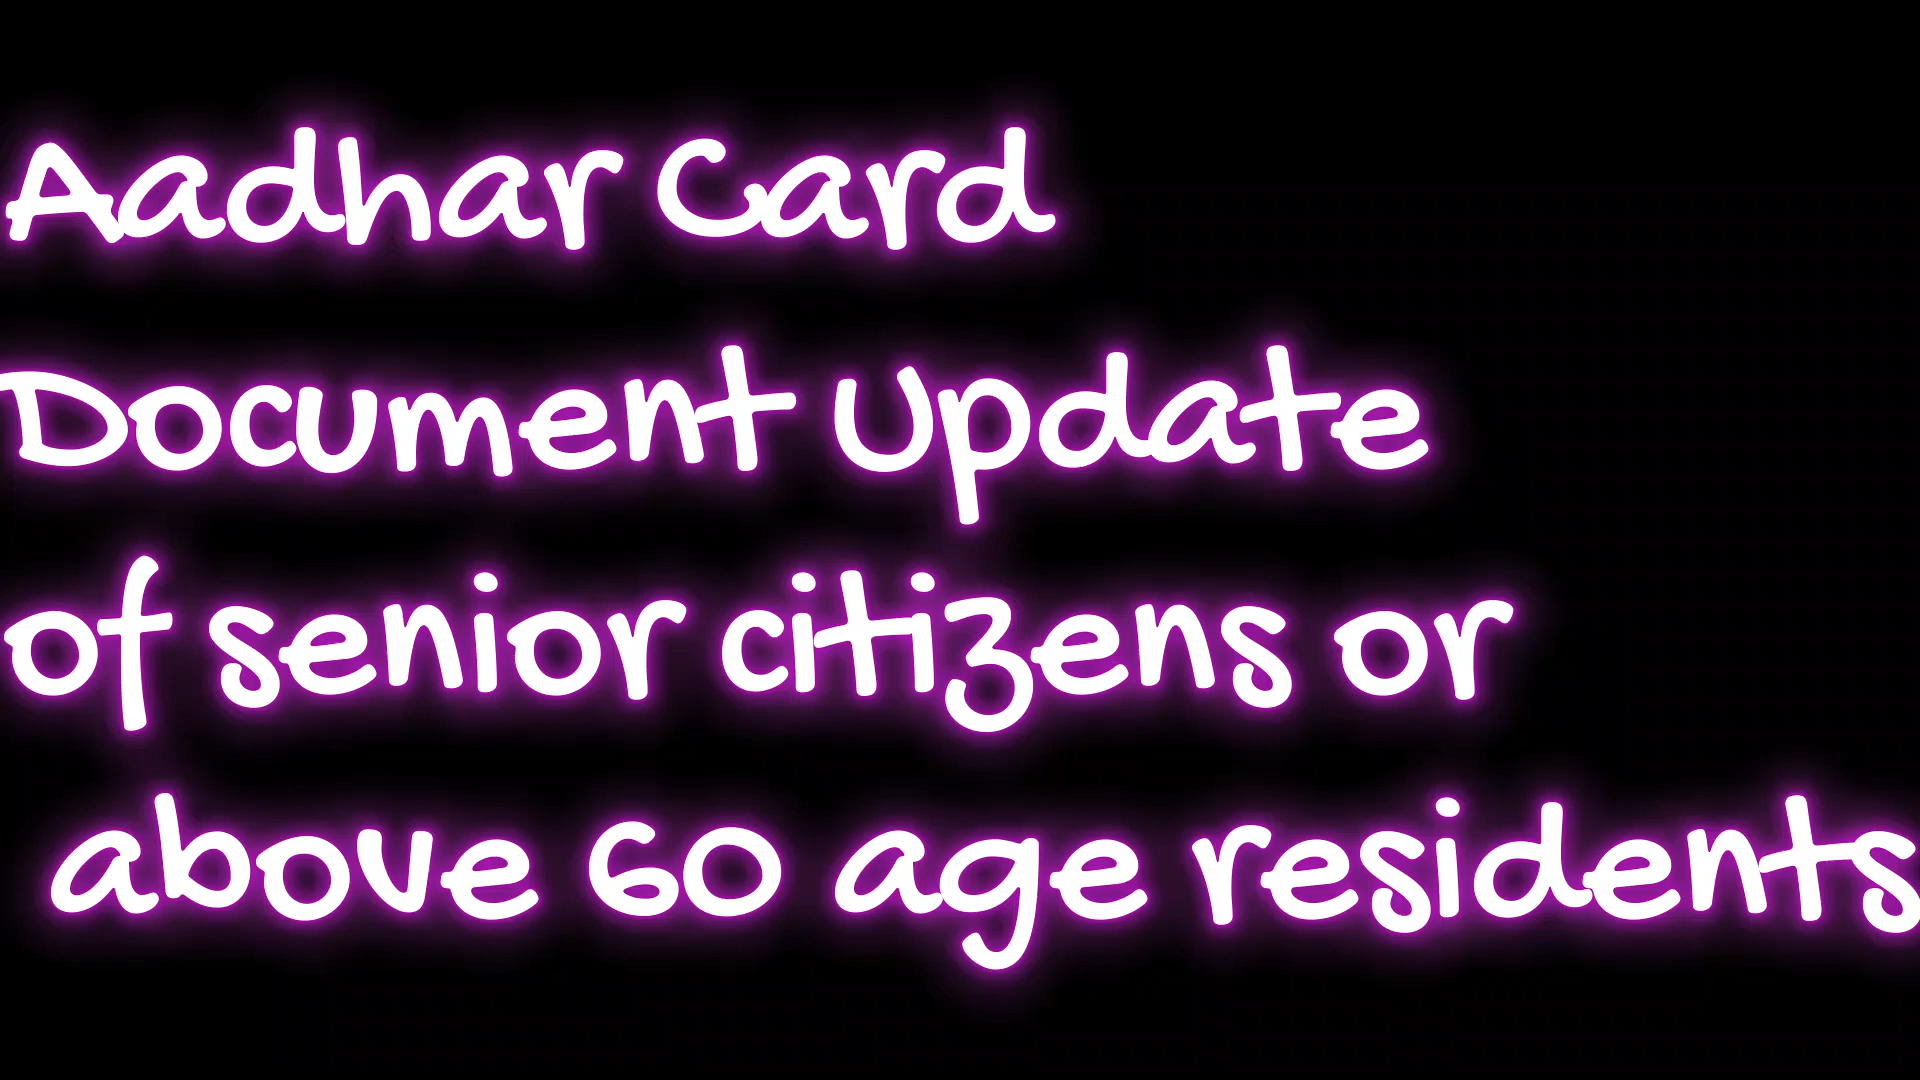 Aadhar Card
Document Update
of senior citizens or
above 60 age residents